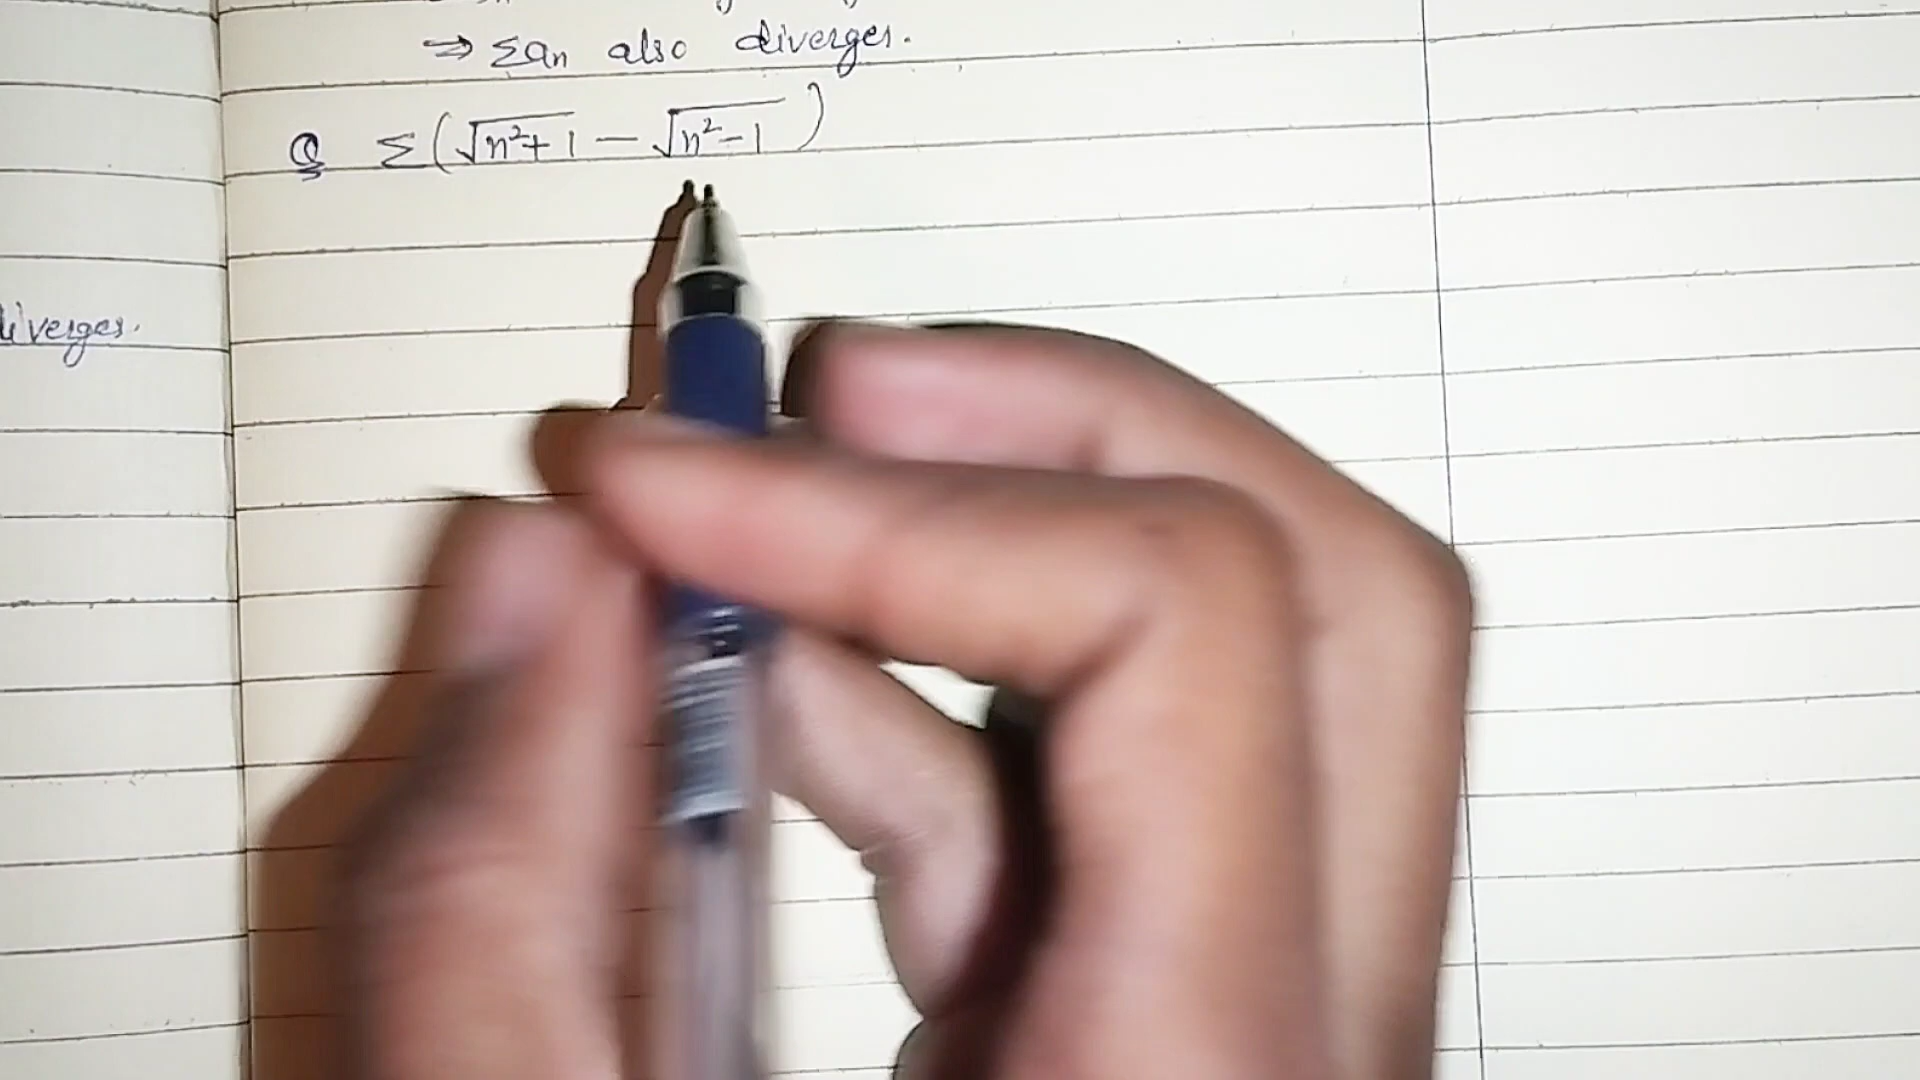 ⇒ Σan also diverges.
Q Σ(√n²+1 − √n²−1)
diverges.